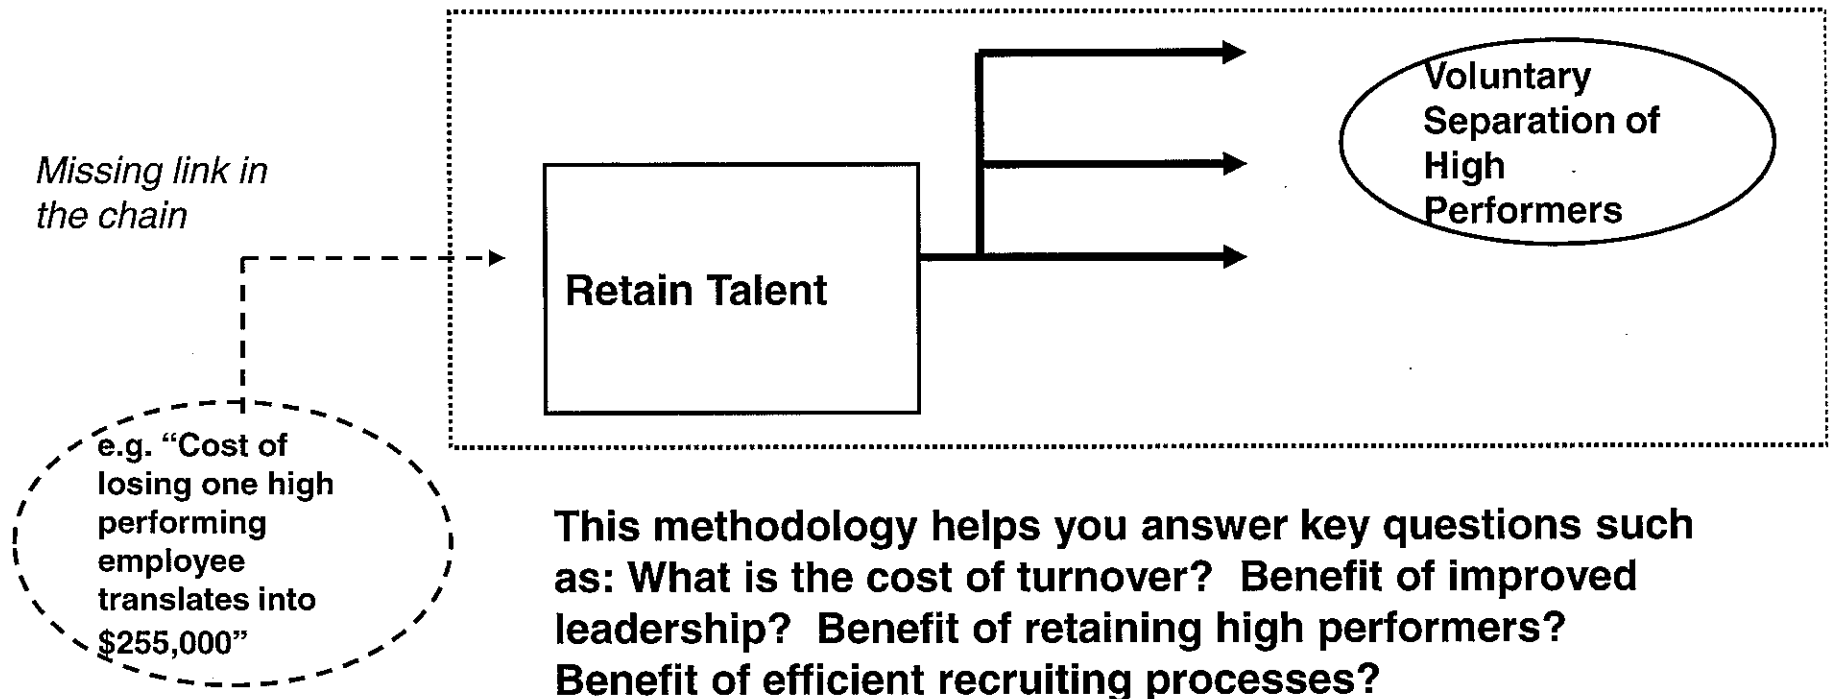 Voluntary
Separation of
High
Performers
Missing link in
the chain
Retain Talent
e.g. “Cost of
losing one high
performing
employee
translates into
$255,000”
This methodology helps you answer key questions such
as: What is the cost of turnover?  Benefit of improved
leadership?  Benefit of retaining high performers?
Benefit of efficient recruiting processes?